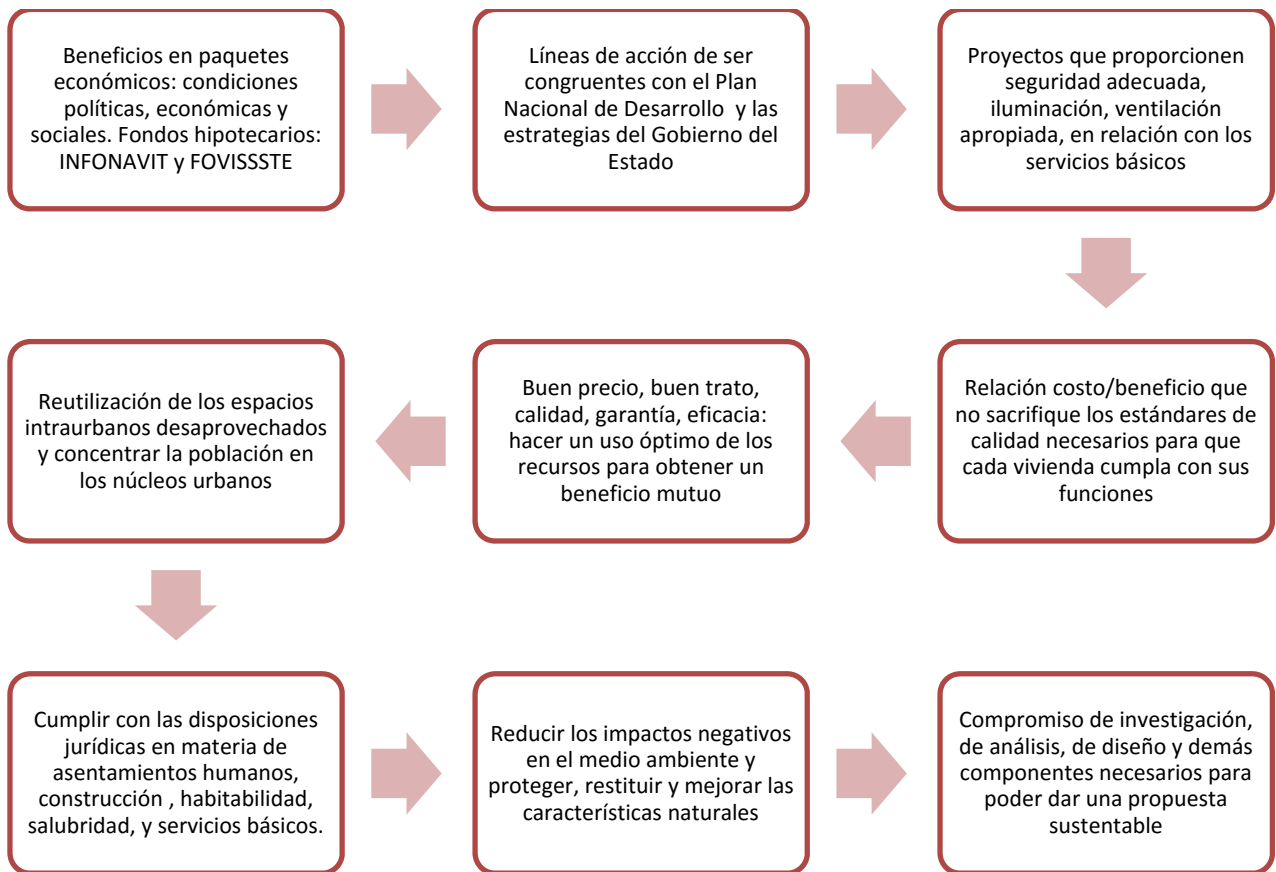 Beneficios en paquetes
económicos: condiciones
políticas, económicas y
sociales. Fondos hipotecarios:
INFONAVIT y FOVISSSTE
Líneas de acción de ser
congruentes con el Plan
Nacional de Desarrollo  y las
estrategias del Gobierno del
Estado
Proyectos que proporcionen
seguridad adecuada,
iluminación, ventilación
apropiada, en relación con los
servicios básicos
Relación costo/beneficio que
no sacrifique los estándares de
calidad necesarios para que
cada vivienda cumpla con sus
funciones
Buen precio, buen trato,
calidad, garantía, eficacia:
hacer un uso óptimo de los
recursos para obtener un
beneficio mutuo
Reutilización de los espacios
intraurbanos desaprovechados
y concentrar la población en
los núcleos urbanos
Cumplir con las disposiciones
jurídicas en materia de
asentamientos humanos,
construcción , habitabilidad,
salubridad, y servicios básicos.
Reducir los impactos negativos
en el medio ambiente y
proteger, restituir y mejorar las
características naturales
Compromiso de investigación,
de análisis, de diseño y demás
componentes necesarios para
poder dar una propuesta
sustentable